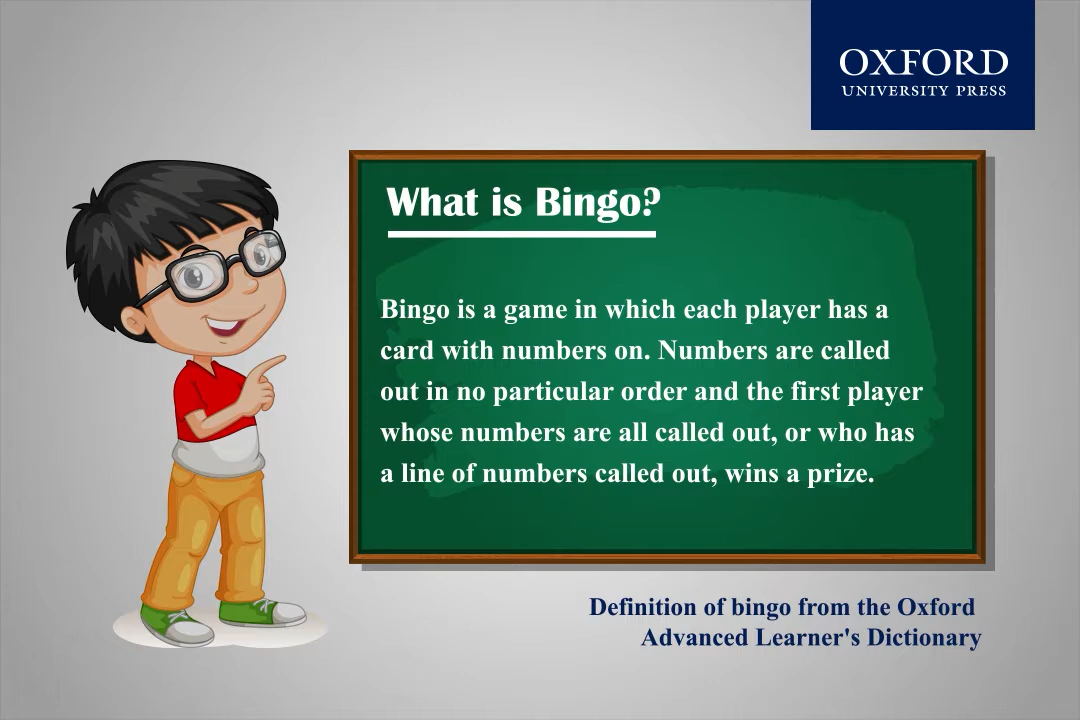 OXFORD
UNIVERSITY PRESS
What is Bingo?
Bingo is a game in which each player has a
card with numbers on. Numbers are called
out in no particular order and the first player
whose numbers are all called out, or who has
a line of numbers called out, wins a prize.
Definition of bingo from the Oxford
Advanced Learner's Dictionary